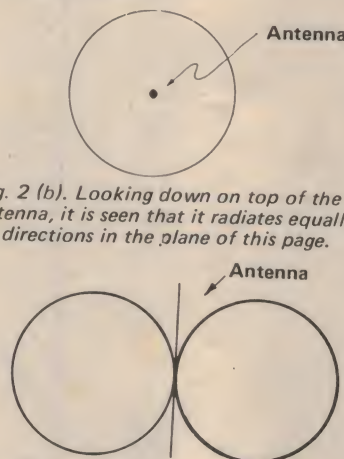 Antenna
g. 2 (b). Looking down on top of the
tenna, it is seen that it radiates equall
directions in the plane of this page.
Antenna